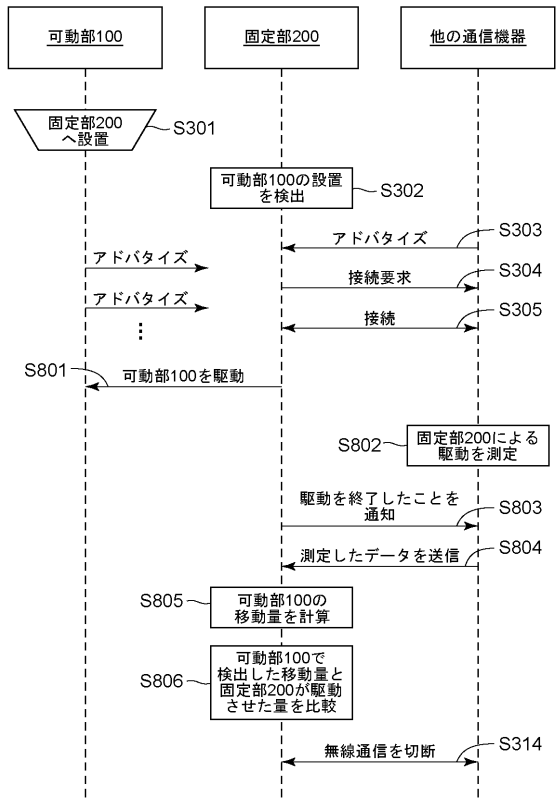 可動部100
固定部200
他の通信機器
固定部200
へ設置
S301
可動部100の設置
を検出
S302
アドバタイズ
S303
アドバタイズ
接続要求
S304
アドバタイズ
接続
S305
S801
可動部100を駆動
S802
固定部200による
駆動を測定
駆動を終了したことを
通知
S803
測定したデータを送信
S804
S805
可動部100の
移動量を計算
S806
可動部100で
検出した移動量と
固定部200が駆動
させた量を比較
無線通信を切断
S314